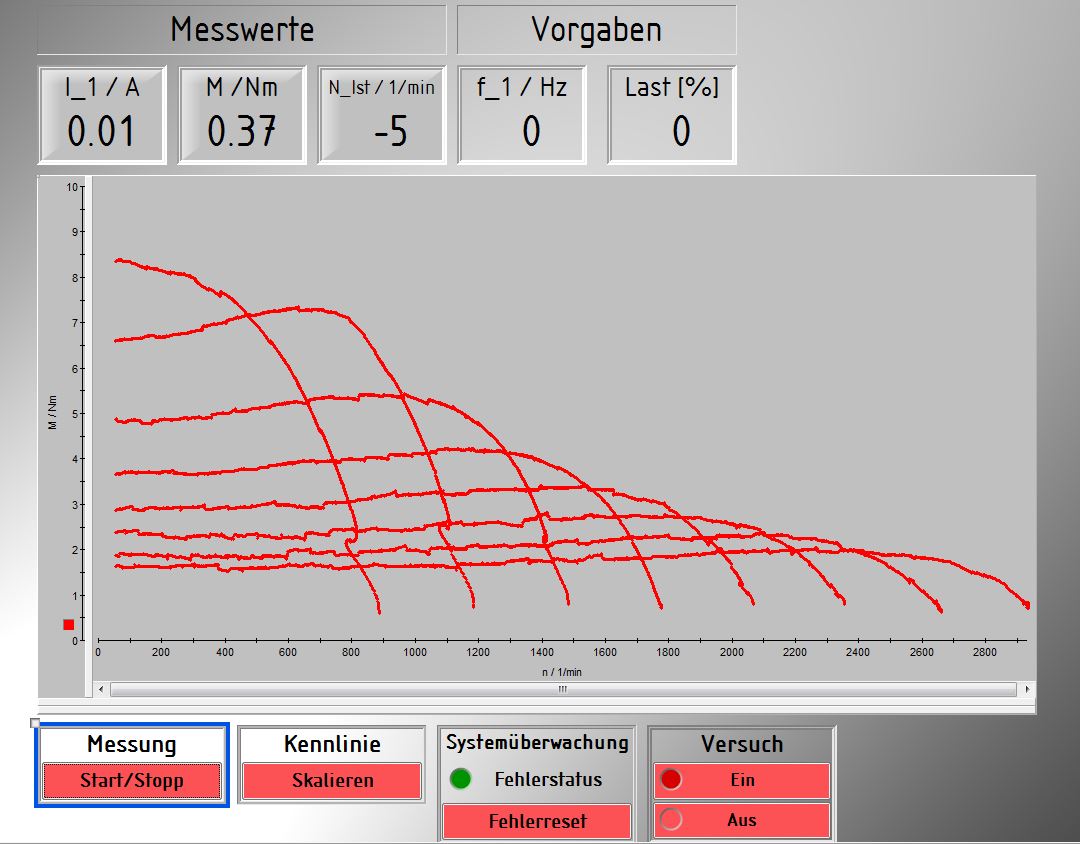 Messwerte
Vorgaben
I_1 / A
M /Nm
N_Ist / 1/min
f_1 / Hz
Last [%]
0.01
0.37
-5
0
0
10
9
8
7
6
5
4
3
2
1
0
M / Nm
0 200 400 600 800 1000 1200 1400 1600 1800 2000 2200 2400 2600 2800
n / 1/min
Messung
Start/Stopp
Kennlinie
Skalieren
Systemüberwachung
Fehlerstatus
Fehlerreset
Versuch
Ein
Aus